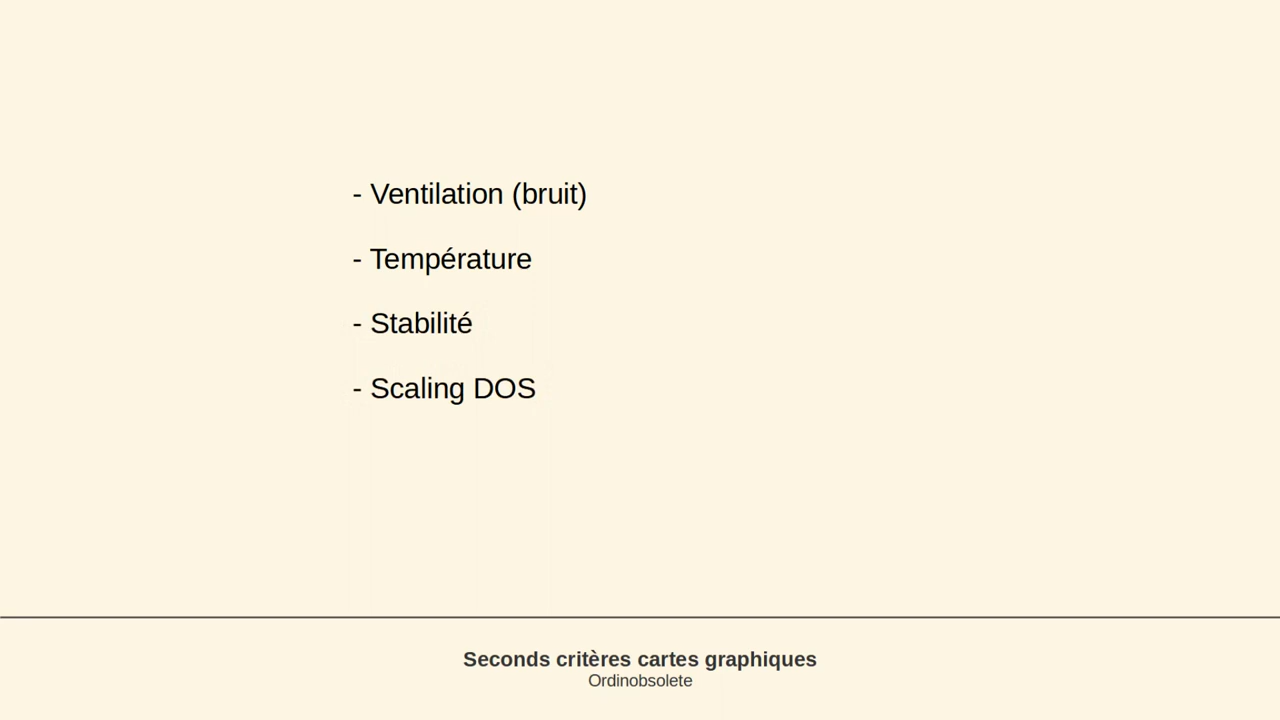 - Ventilation (bruit)
- Température
- Stabilité
- Scaling DOS
Seconds critères cartes graphiques
Ordinobsolete